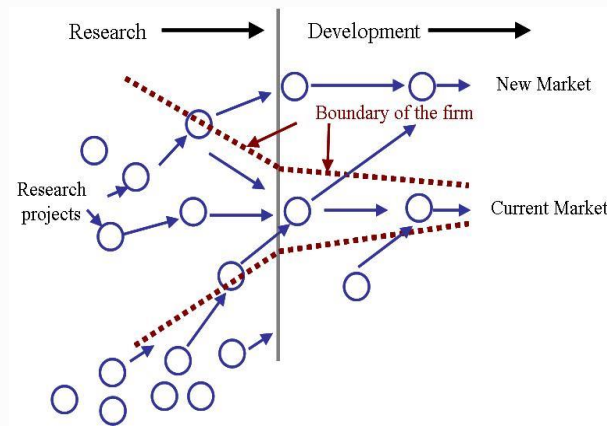 Research
Development
New Market
Boundary of the firm
Research
projects
Current Market